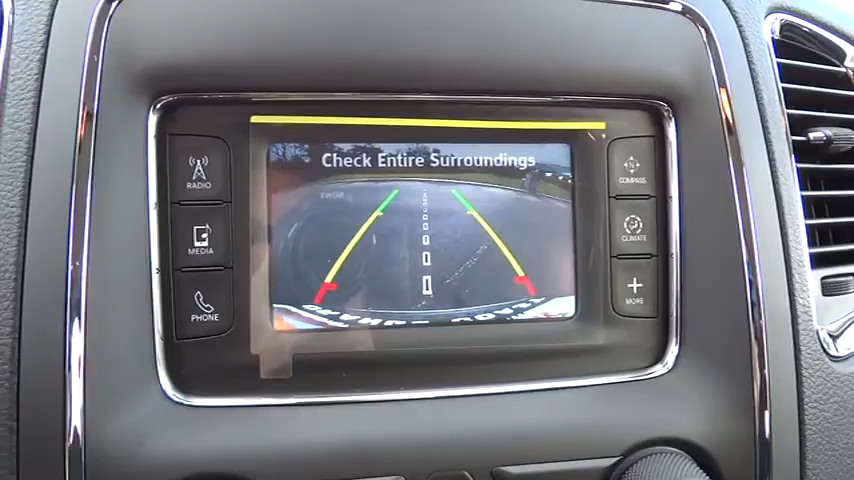 Check Entire Surroundings
RADIO
MEDIA
PHONE
COMPASS
CLIMATE
MORE